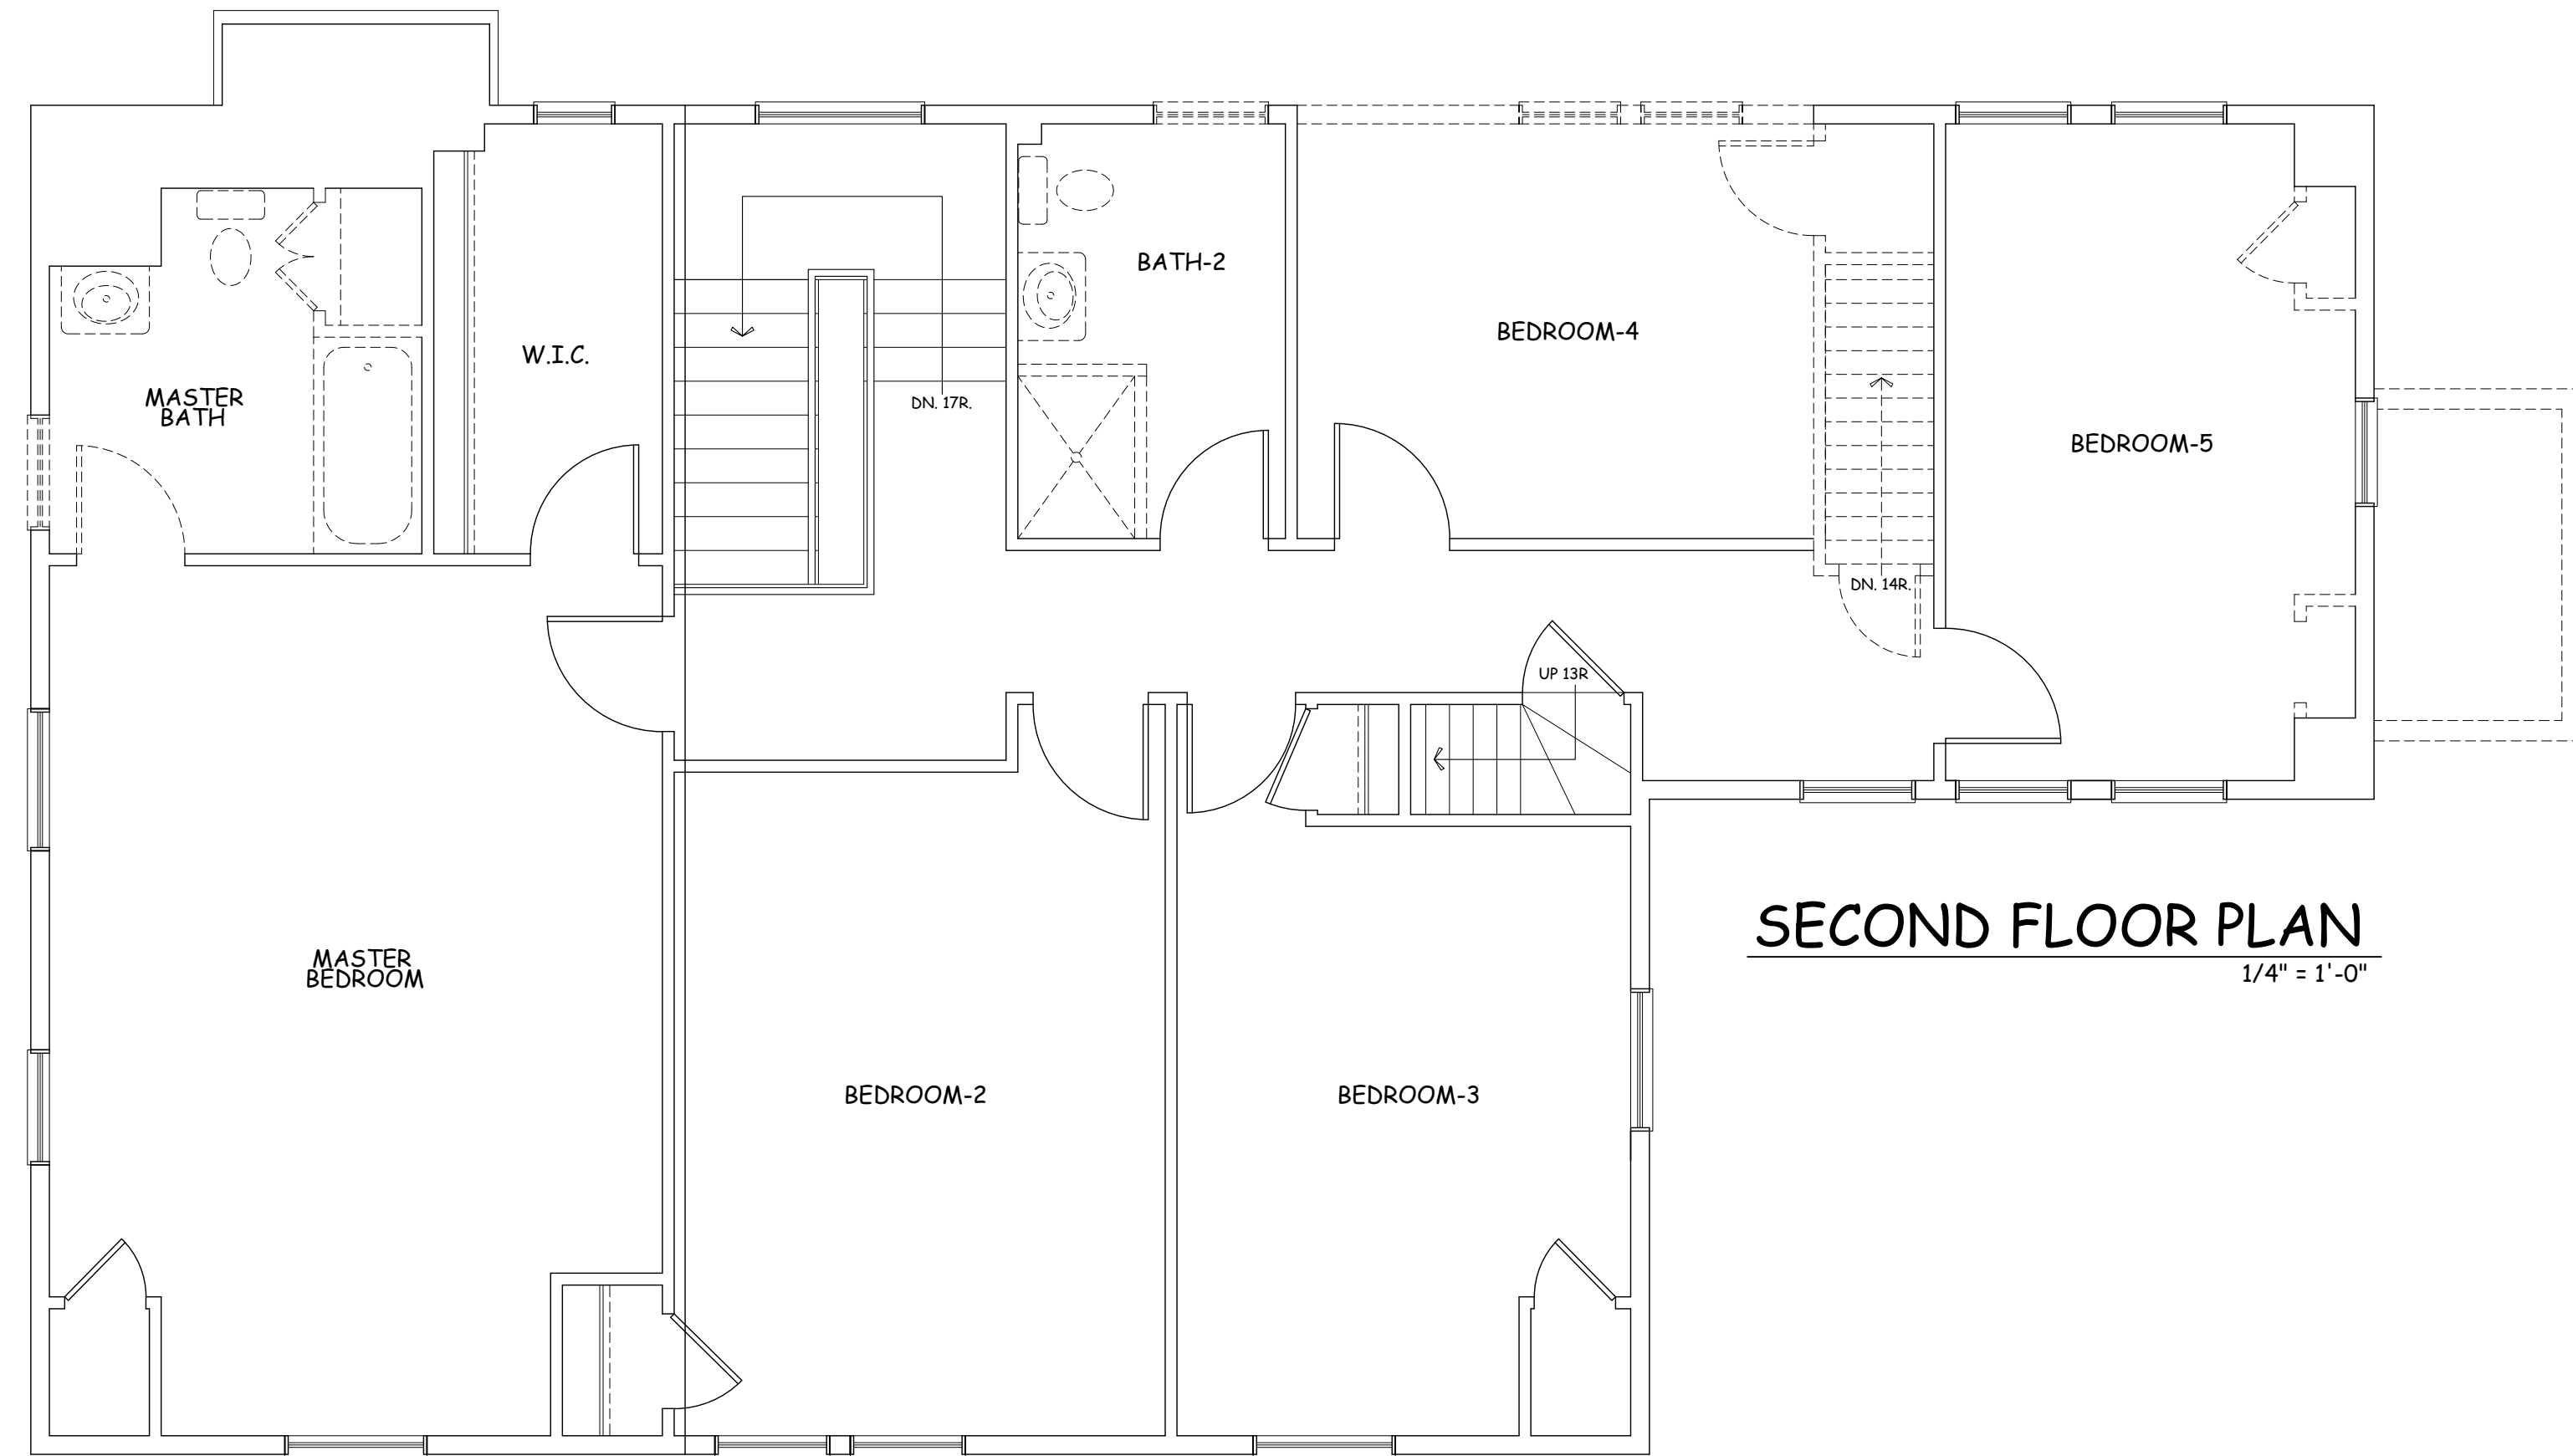 BATH-2
W.I.C.
BEDROOM-4
MASTER
BATH
DN. 17R.
BEDROOM-5
DN. 14R.
UP 13R
SECOND FLOOR PLAN
1/4" = 1'-0"
MASTER
BEDROOM
BEDROOM-2
BEDROOM-3